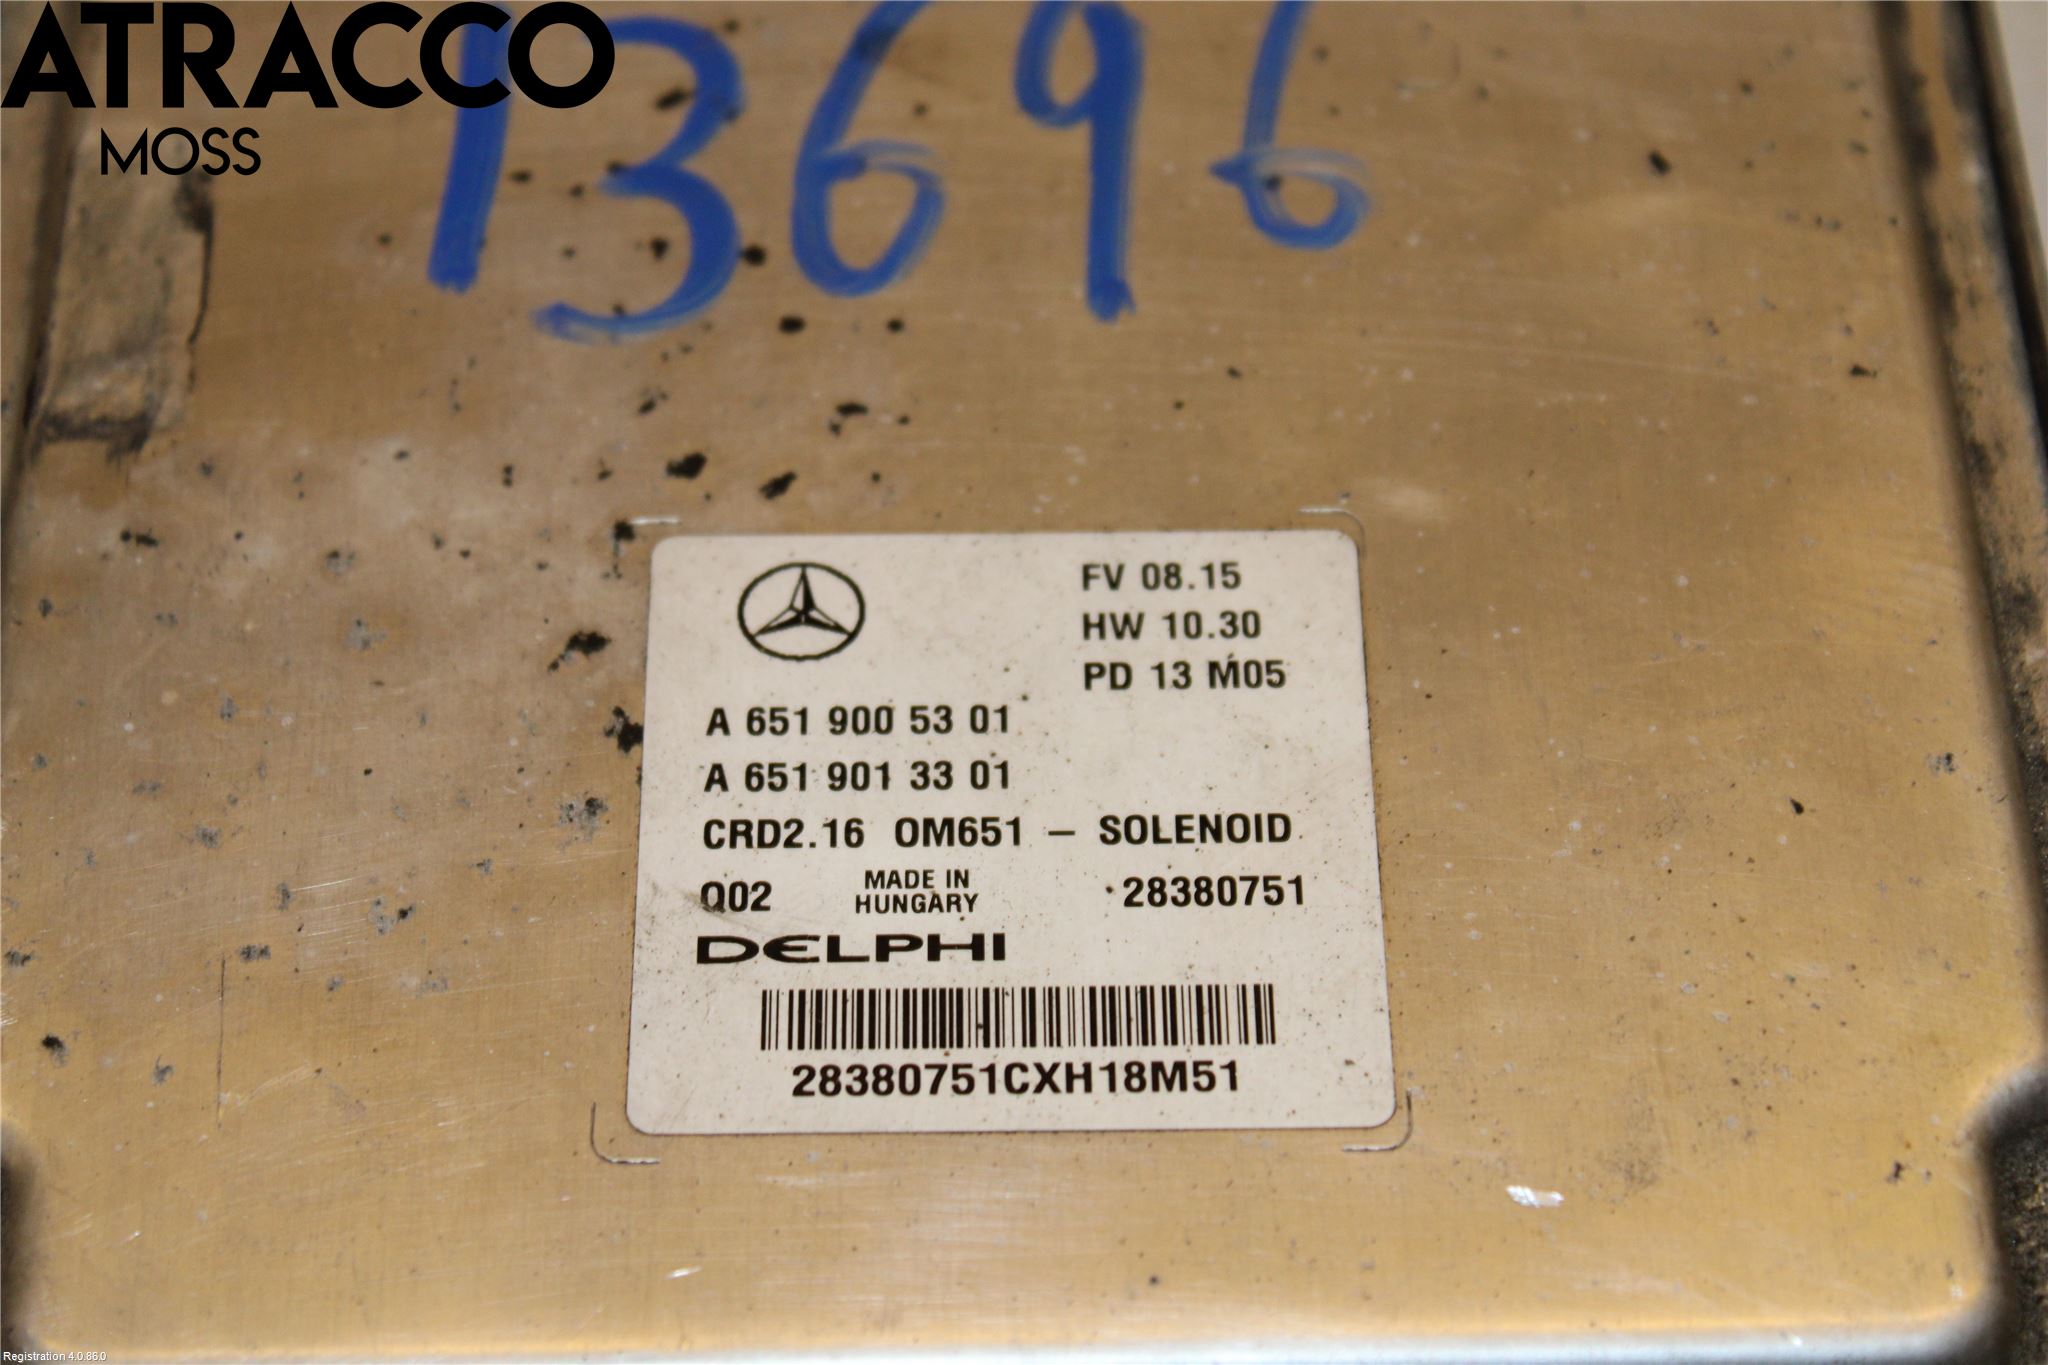 ATRACCO
MOSS
13696
FV 08.15
HW 10.30
PD 13 M05
A 651 900 53 01
A 651 901 33 01
CRD2.16 OM651 – SOLENOID
Q02 MADE IN HUNGARY 28380751
DELPHI
28380751CXH18M51
Registration 4.0.86.0